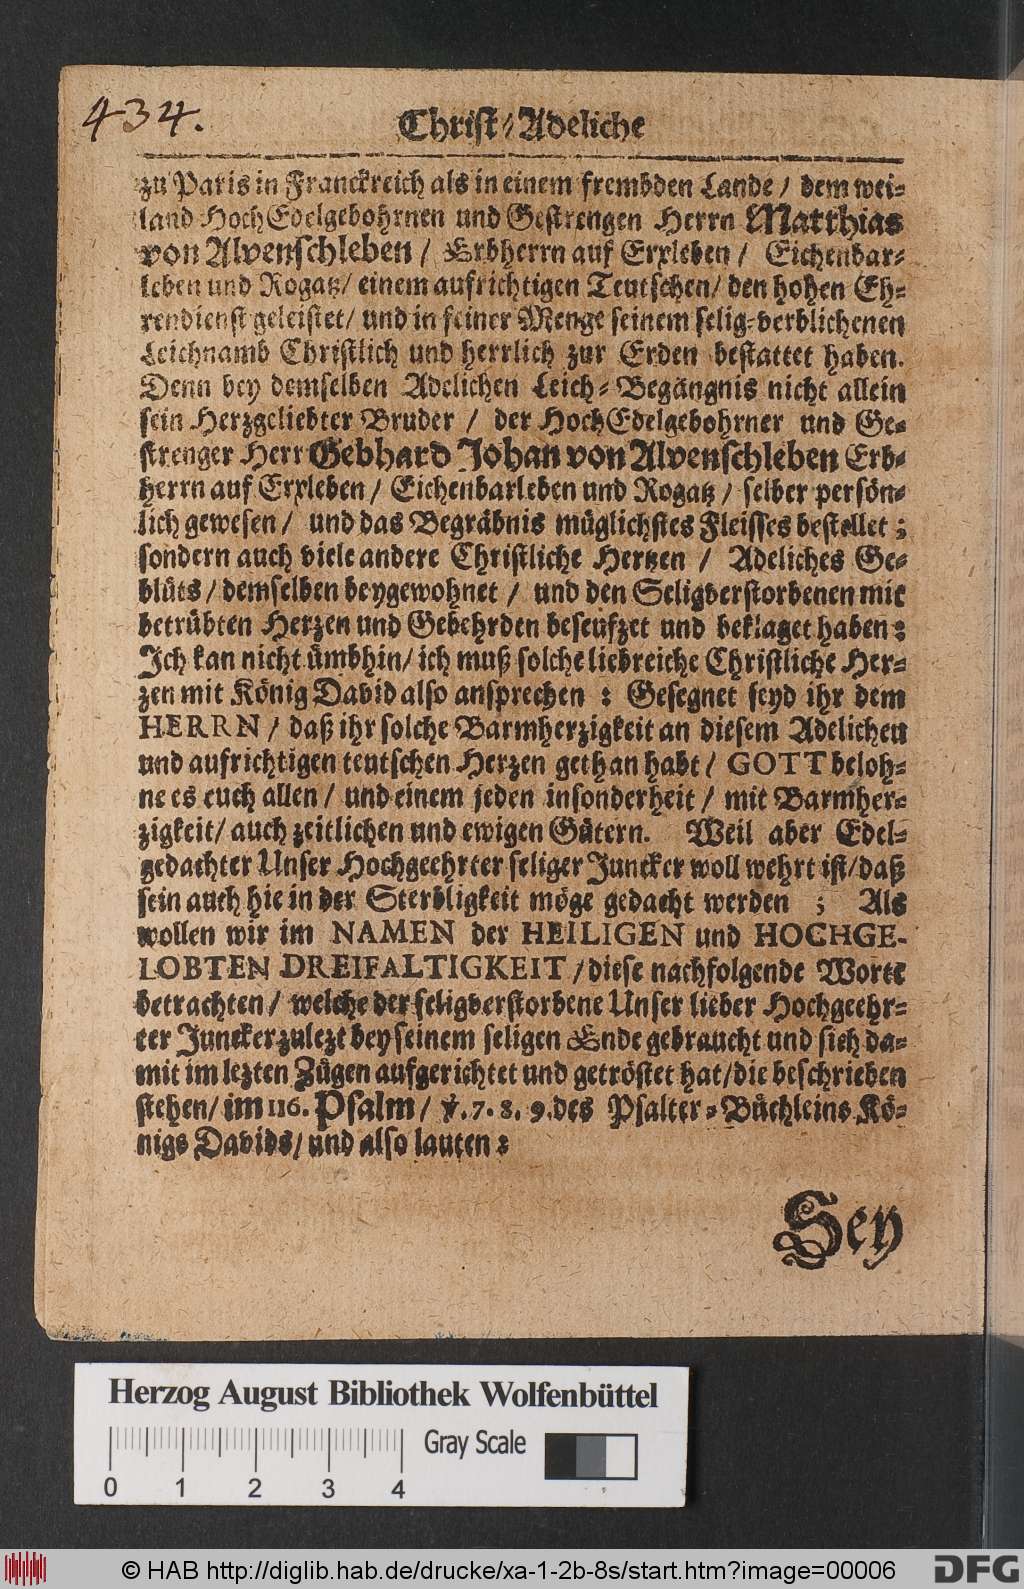 434.
Christ-Adeliche
zu Paris in Franckreich als in einem frembden Lande / dem wei-
land HochEdelgebohrnen und Gestrengen Herrn Matthias
von Alvenschleben / Erbherrn auf Erxleben / Eichenbar-
leben und Rogatz / einem aufrichtigen Teutschen / den hohen Eh-
rendienst geleistet / und in seiner Menge seinem selig-verblichenen
Leichnamb Christlich und herrlich zur Erden bestattet haben.
Denn bey demselben Adelichen Leich-Begängnis nicht allein
sein Herzgeliebter Bruder / der HochEdelgebohrner und Ge-
strenger Herr Gebhard Johan von Alvenschleben Erb-
herrn auf Erxleben / Eichenbarleben und Rogatz / selber persön-
lich gewesen / und das Begräbnis müglichstes Fleisses bestellet ;
sondern auch viele andere Christliche Hertzen / Adeliches Ge-
blüts / demselben beygewohnet / und den Seligverstorbenen mit
betrübten Herzen und Gebehrden beseufzet und beklaget haben :
Ich kan nicht ümbhin / ich muß solche liebreiche Christliche Her-
zen mit König David also ansprechen : Gesegnet seyd ihr dem
HERRN / daß ihr solche Barmherzigkeit an diesem Adelichen
und aufrichtigen teutschen Herzen gethan habt / GOTT beloh-
ne es euch allen / und einem jeden insonderheit / mit Barmher-
zigkeit / auch zeitlichen und ewigen Gütern. Weil aber Edel-
gedachter Unser Hochgeehrter seliger Juncker woll wehrt ist / daß
sein auch hie in der Sterbligkeit möge gedacht werden ; Als
wollen wir im NAMEN der HEILIGEN und HOCHGE-
LOBTEN DREIFALTIGKEIT / diese nachfolgende Worte
betrachten / welche der seligverstorbene Unser lieber Hochgeehr-
ter Juncker zulezt bey seinem seligen Ende gebraucht und sich da-
mit im lezten Zügen aufgerichtet und getröstet hat / die beschrieben
stehen / im 116. Psalm / ℣. 7. 8. 9. des Psalter-Büchleins Kö-
nigs Davids / und also lauten :
Sey
Herzog August Bibliothek Wolfenbüttel
Gray Scale
0 1 2 3 4
© HAB http://diglib.hab.de/drucke/xa-1-2b-8s/start.htm?image=00006
DFG